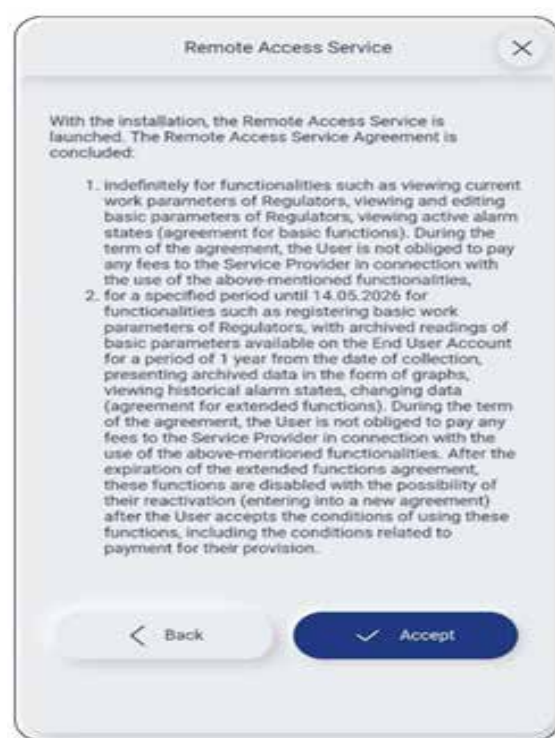 Remote Access Service
With the installation, the Remote Access Service is
launched. The Remote Access Service Agreement is
concluded:
1. indefinitely for functionalities such as viewing current
work parameters of Regulators, viewing and editing
basic parameters of Regulators, viewing active alarm
states (agreement for basic functions). During the
term of the agreement, the User is not obliged to pay
any fees to the Service Provider in connection with
the use of the above-mentioned functionalities,
2. for a specified period until 14.05.2026 for
functionalities such as registering basic work
parameters of Regulators, with archived readings of
basic parameters available on the End User Account
for a period of 1 year from the date of collection,
presenting archived data in the form of graphs,
viewing historical alarm states, changing data
(agreement for extended functions). During the term
of the agreement, the User is not obliged to pay any
fees to the Service Provider in connection with the
use of the above-mentioned functionalities. After the
expiration of the extended functions agreement,
these functions are disabled with the possibility of
their reactivation (entering into a new agreement)
after the User accepts the conditions of using these
functions, including the conditions related to
payment for their provision.
Back
Accept